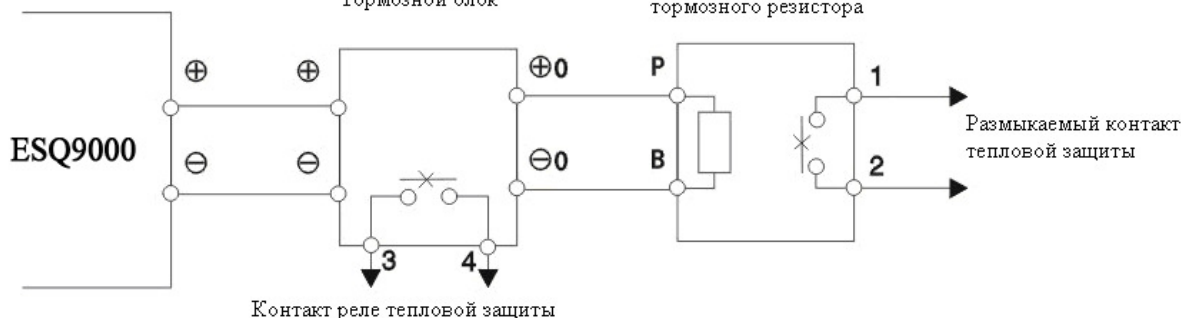 Тормозной блок
тормозного резистора
⊕ ⊕ ⊕0 P 1
ESQ9000
Размыкаемый контакт
тепловой защиты
⊖ ⊖ ⊖0 B 2
3 4
Контакт реле тепловой защиты